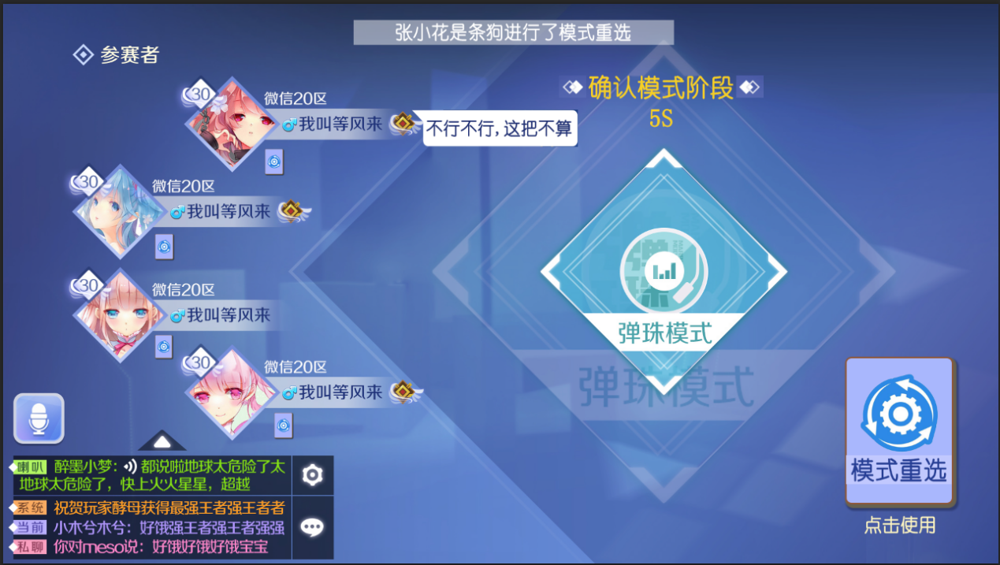 张小花是条狗进行了模式重选
参赛者
确认模式阶段
5S
30
微信20区
我叫等风来
不行不行,这把不算
30
微信20区
我叫等风来
30
微信20区
我叫等风来
30
微信20区
我叫等风来
弹珠
弹珠模式
弹珠模式
模式重选
点击使用
喇叭 醉墨小梦: 都说啦地球太危险了太
地球太危险了，快上火火星星，超越
系统 祝贺玩家酵母获得最强王者强王者者
当前 小木兮木兮: 好饿强王者强王者强强
私聊 你对meso说: 好饿好饿好饿宝宝